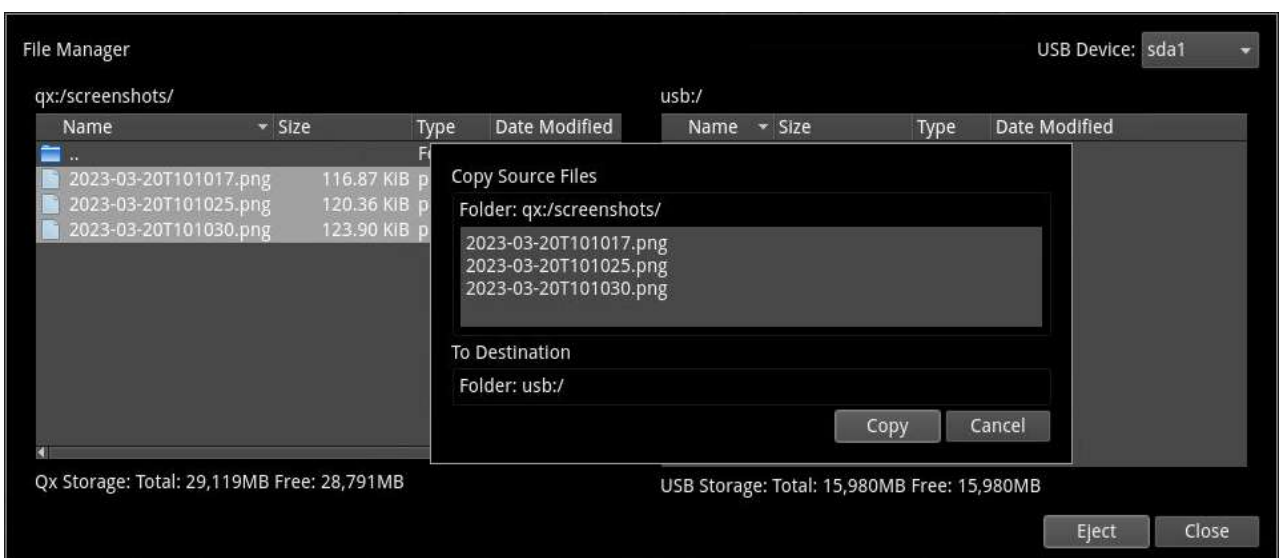 File Manager
USB Device: sda1
qx:/screenshots/
usb:/
Name Size Type Date Modified
Name Size Type Date Modified
..
2023-03-20T101017.png 116.87 KiB p
2023-03-20T101025.png 120.36 KiB p
2023-03-20T101030.png 123.90 KiB p
Copy Source Files
Folder: qx:/screenshots/
2023-03-20T101017.png
2023-03-20T101025.png
2023-03-20T101030.png
To Destination
Folder: usb:/
Copy Cancel
Qx Storage: Total: 29,119MB Free: 28,791MB
USB Storage: Total: 15,980MB Free: 15,980MB
Eject Close